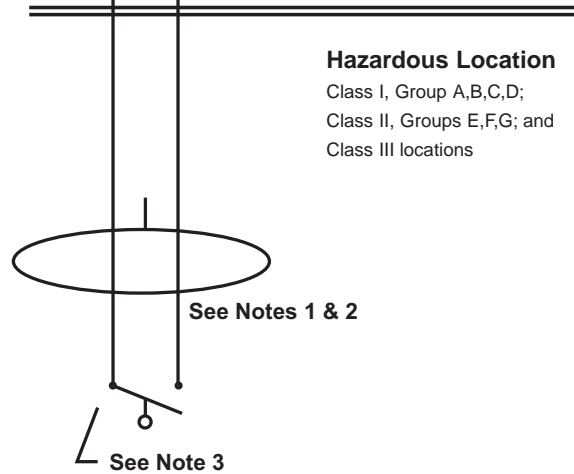 Hazardous Location
Class I, Group A,B,C,D;
Class II, Groups E,F,G; and
Class III locations
See Notes 1 & 2
See Note 3